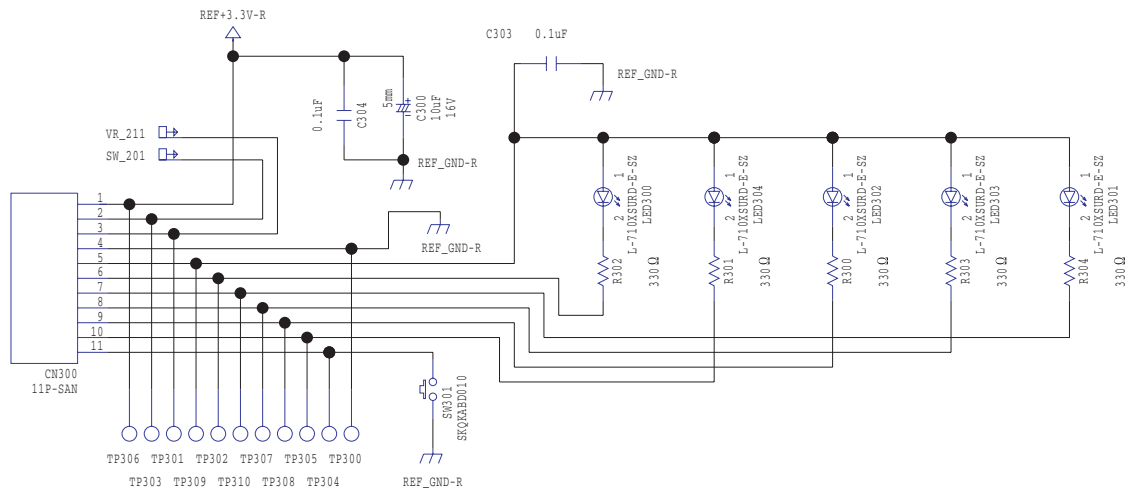 REF+3.3V-R
C303 0.1uF
REF_GND-R
0.1uF
C304
5mm
C300
10uF
16V
REF_GND-R
VR_211
SW_201
1
2
3
4
5
6
7
8
9
10
11
CN300
11P-SAN
REF_GND-R
1
2
L-710XSURD-E-SZ
LED300
R302
330Ω
1
2
L-710XSURD-E-SZ
LED304
R301
330Ω
1
2
L-710XSURD-E-SZ
LED302
R300
330Ω
1
2
L-710XSURD-E-SZ
LED303
R303
330Ω
1
2
L-710XSURD-E-SZ
LED301
R304
330Ω
SW301
SKQKABD010
REF_GND-R
TP306 TP301 TP302 TP307 TP305 TP300
TP303 TP309 TP310 TP308 TP304